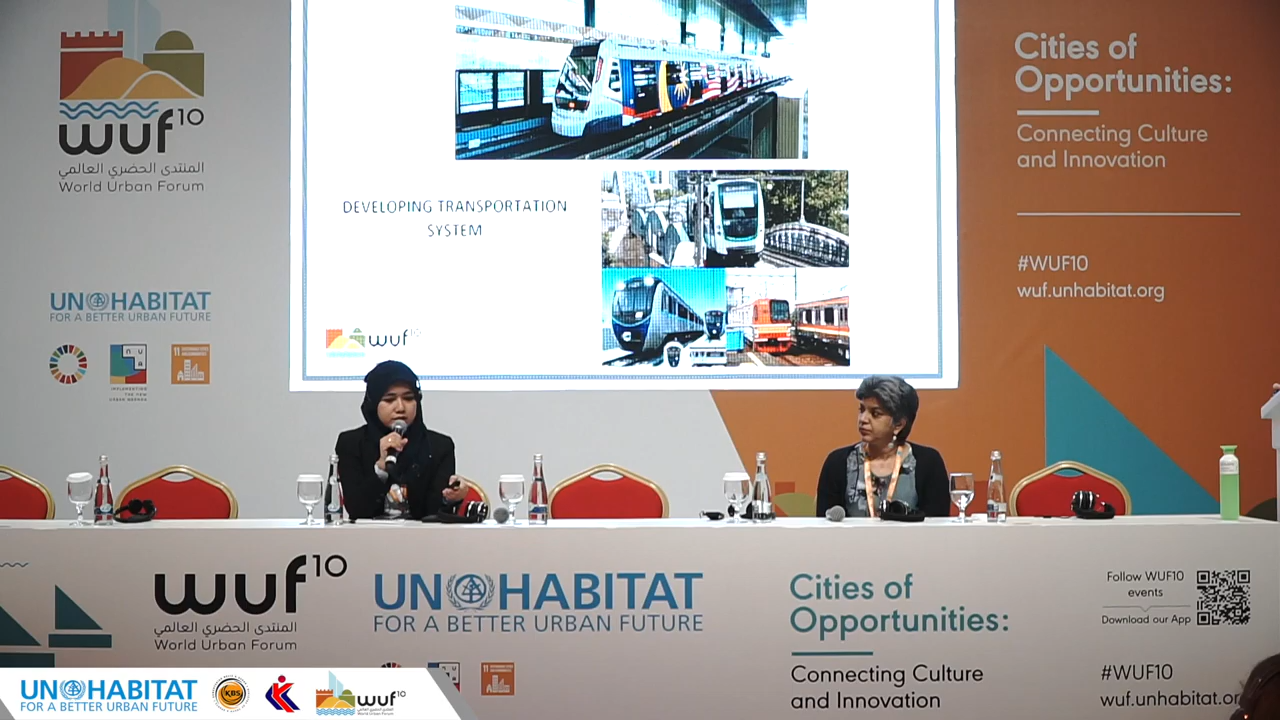 wuf10
المنتدى الحضري العالمي
World Urban Forum
UN HABITAT
FOR A BETTER URBAN FUTURE
DEVELOPING TRANSPORTATION
SYSTEM
wuf10
Cities of
Opportunities:
Connecting Culture
and Innovation
#WUF10
wuf.unhabitat.org
wuf10
المنتدى الحضري العالمي
World Urban Forum
UN HABITAT
FOR A BETTER URBAN FUTURE
Cities of
Opportunities:
Connecting Culture
and Innovation
Follow WUF10
events
Download our App
#WUF10
wuf.unhabitat.or
UN HABITAT
FOR A BETTER URBAN FUTURE
KBS
wuf10